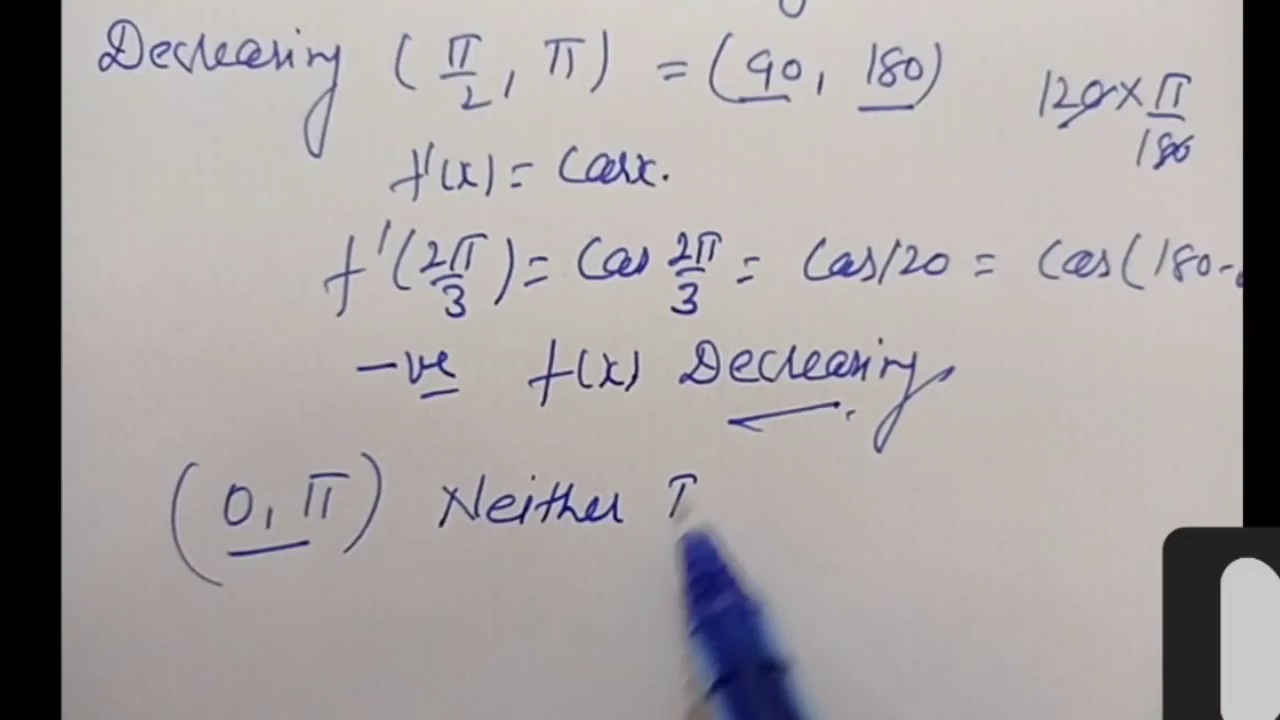 Decreasing (π/2, π) = (90, 180)
120 × π/180
f'(x) = Cosx.
f'(2π/3) = Cos 2π/3 = Cos120 = Cos(180-
-ve f(x) Decreasing
(0, π) Neither I